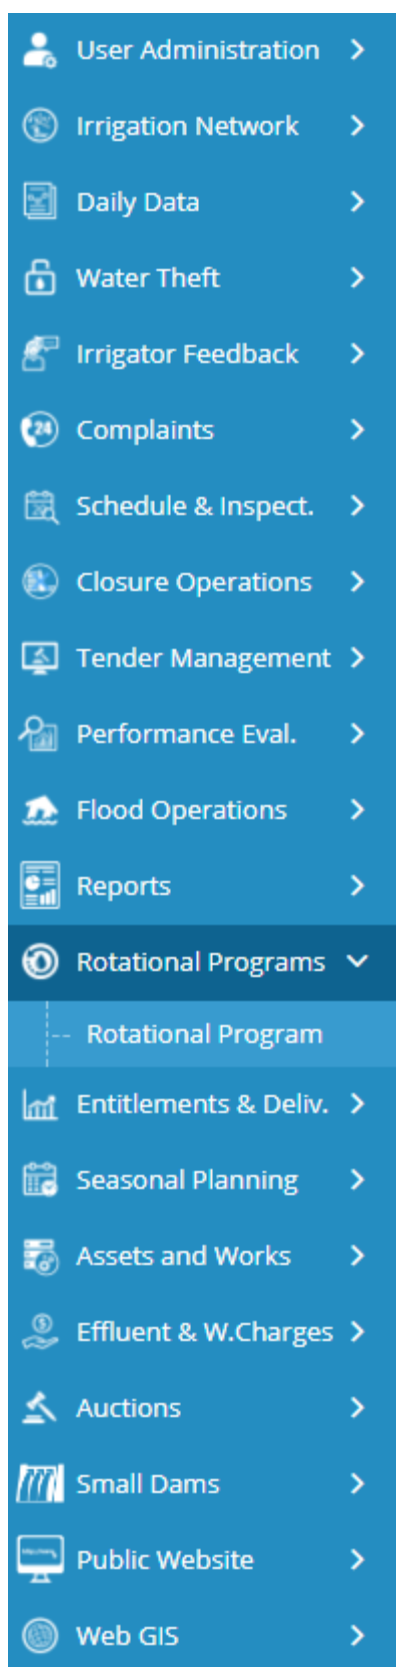 User Administration
Irrigation Network
Daily Data
Water Theft
Irrigator Feedback
24
Complaints
Schedule & Inspect.
Closure Operations
Tender Management
Performance Eval.
Flood Operations
Reports
Rotational Programs
Rotational Program
Entitlements & Deliv.
Seasonal Planning
Assets and Works
Effluent & W.Charges
Auctions
Small Dams
Public Website
Web GIS